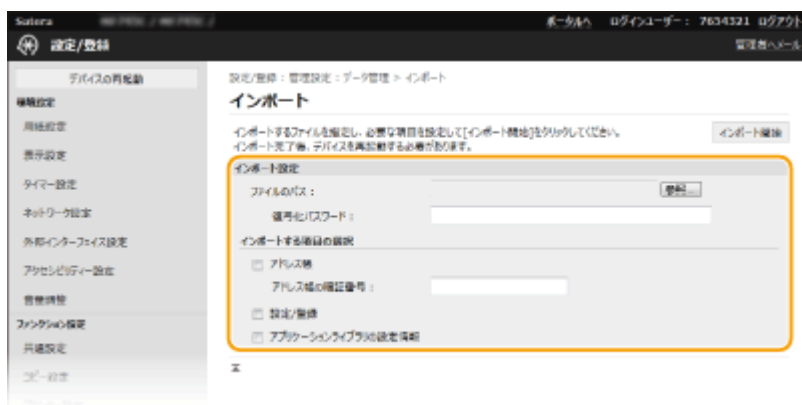 Satera
ポータルへ ログインユーザー： 7654321 ログアウト
設定/登録
管理者へメール
デバイスの再起動
環境設定
用紙設定
表示設定
タイマー設定
ネットワーク設定
外部インターフェイス設定
アクセシビリティー設定
音量調整
ファンクション設定
共通設定
コピー設定
設定/登録：管理設定：データ管理 > インポート
インポート
インポートするファイルを指定し、必要な項目を設定して[インポート開始]をクリックしてください。
インポート完了後、デバイスを再起動する必要があります。
インポート開始
インポート設定
ファイルのパス：
参照...
復号化パスワード：
インポートする項目の選択
アドレス帳
アドレス帳の暗証番号：
設定/登録
アプリケーションライブラリの設定情報